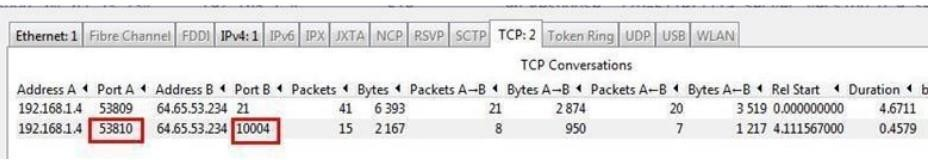 Ethernet: 1 Fibre Channel FDDI IPv4: 1 IPv6 IPX JXTA NCP RSVP SCTP TCP: 2 Token Ring UDP USB WLAN
TCP Conversations
Address A Port A Address B Port B Packets Bytes Packets A→B Bytes A→B Packets A←B Bytes A←B Rel Start Duration b
192.168.1.4 53809 64.65.53.234 21 41 6 393 21 2 874 20 3 519 0.000000000 4.6711
192.168.1.4 53810 64.65.53.234 10004 15 2 167 8 950 7 1 217 4.111567000 0.4579